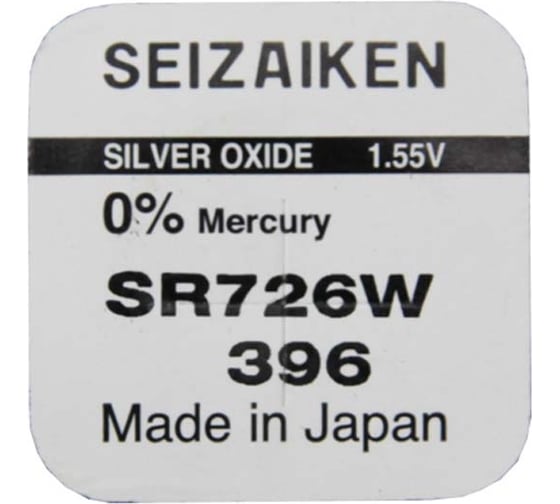 SEIZAIKEN
SILVER OXIDE 1.55V
0% Mercury
SR726W
396
Made in Japan